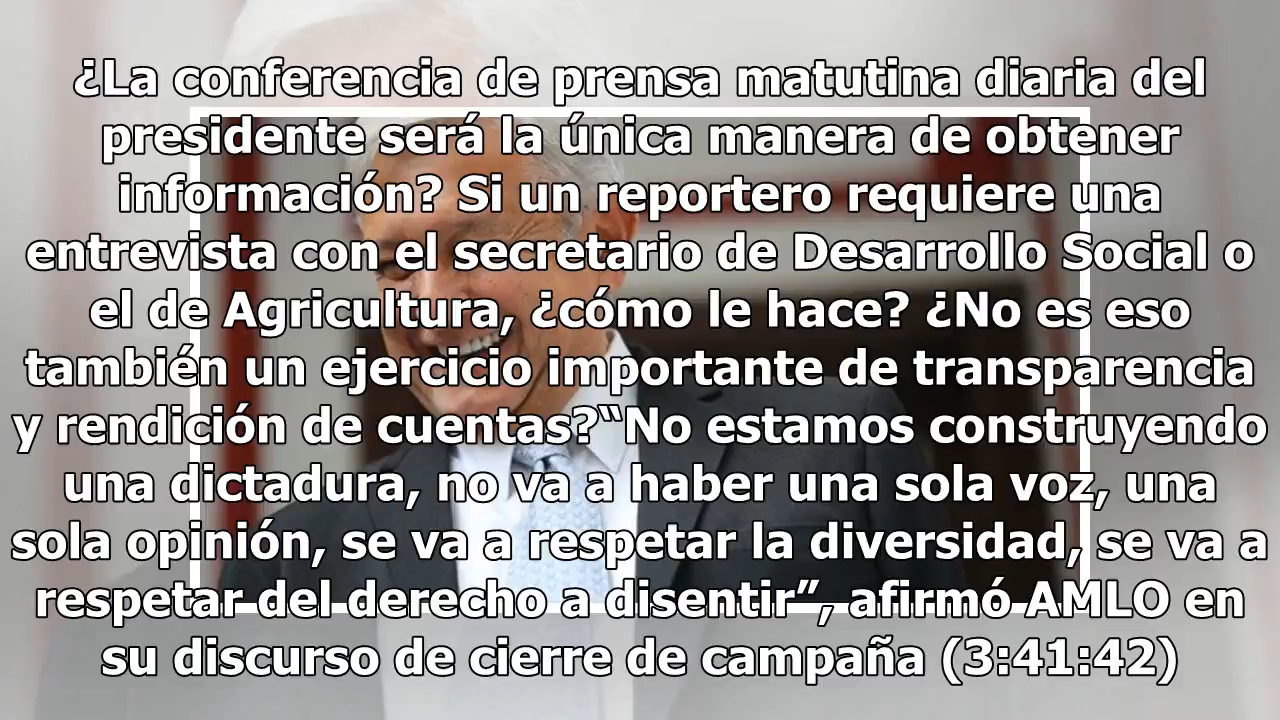 ¿La conferencia de prensa matutina diaria del
presidente será la única manera de obtener
información? Si un reportero requiere una
entrevista con el secretario de Desarrollo Social o
el de Agricultura, ¿cómo le hace? ¿No es eso
también un ejercicio importante de transparencia
y rendición de cuentas?“No estamos construyendo
una dictadura, no va a haber una sola voz, una
sola opinión, se va a respetar la diversidad, se va a
respetar del derecho a disentir”, afirmó AMLO en
su discurso de cierre de campaña (3:41:42)